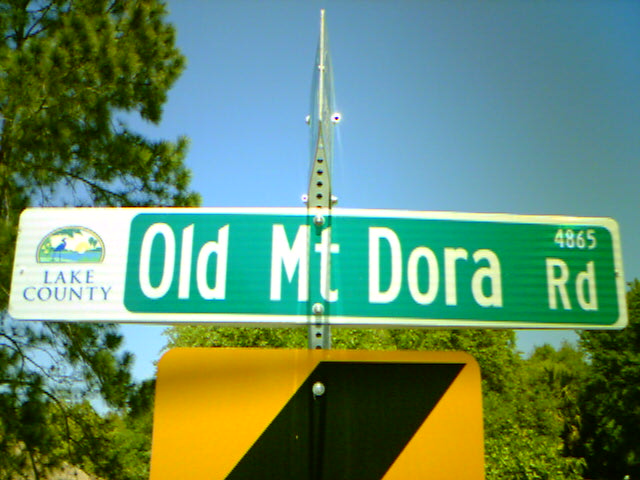 LAKE
COUNTY
Old Mt Dora Rd
4865